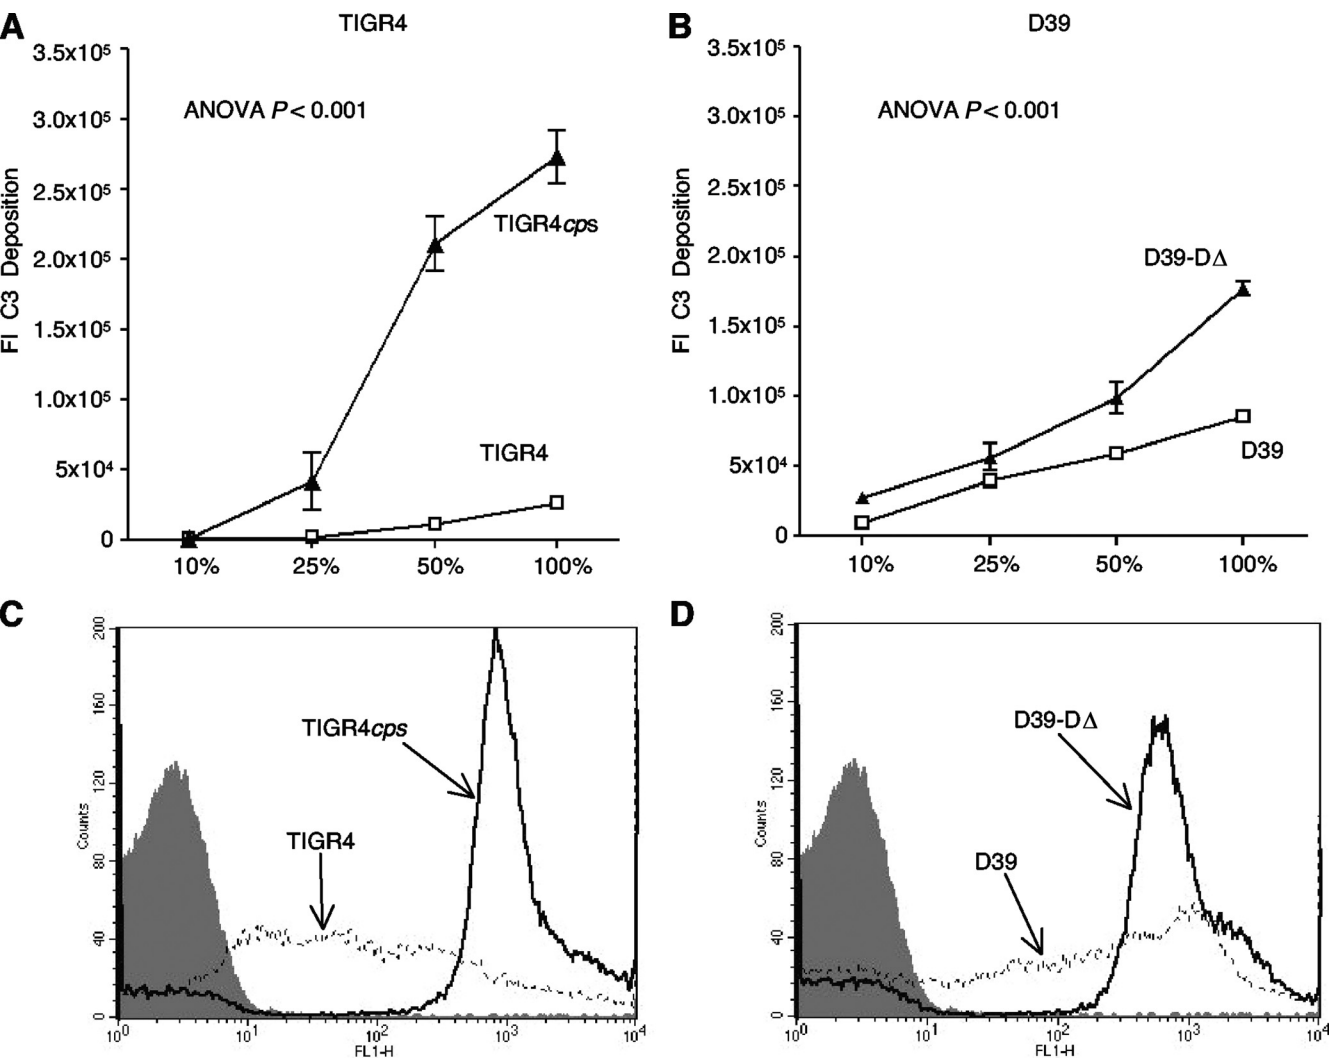 A
TIGR4
3.5x10⁵
3.0x10⁵
2.5x10⁵
2.0x10⁵
1.5x10⁵
1.0x10⁵
5x10⁴
0
FI C3 Deposition
ANOVA P < 0.001
TIGR4cps
TIGR4
10% 25% 50% 100%
B
D39
3.5x10⁵
3.0x10⁵
2.5x10⁵
2.0x10⁵
1.5x10⁵
1.0x10⁵
5x10⁴
0
FI C3 Deposition
ANOVA P < 0.001
D39-DΔ
D39
10% 25% 50% 100%
C
200
160
120
80
40
0
Counts
TIGR4cps
TIGR4
10⁰ 10¹ 10² 10³ 10⁴
FL1-H
D
200
160
120
80
40
0
Counts
D39-DΔ
D39
10⁰ 10¹ 10² 10³ 10⁴
FL1-H